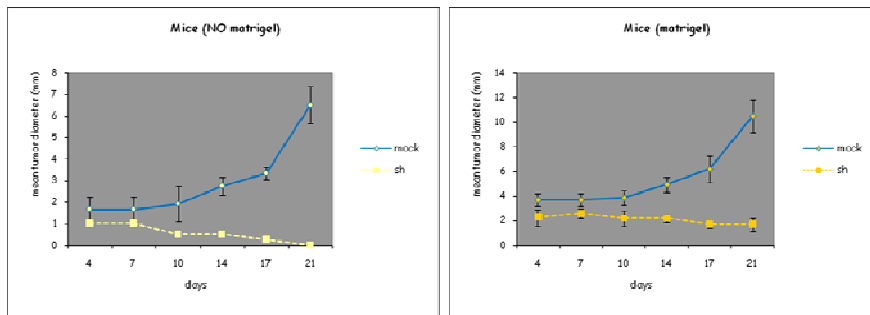 Mice (NO matrigel)
mean tumor diameter (mm)
8
7
6
5
4
3
2
1
0
4 7 10 14 17 21
days
mock
sh
Mice (matrigel)
mean tumor diameter (mm)
14
12
10
8
6
4
2
0
4 7 10 14 17 21
days
mock
sh